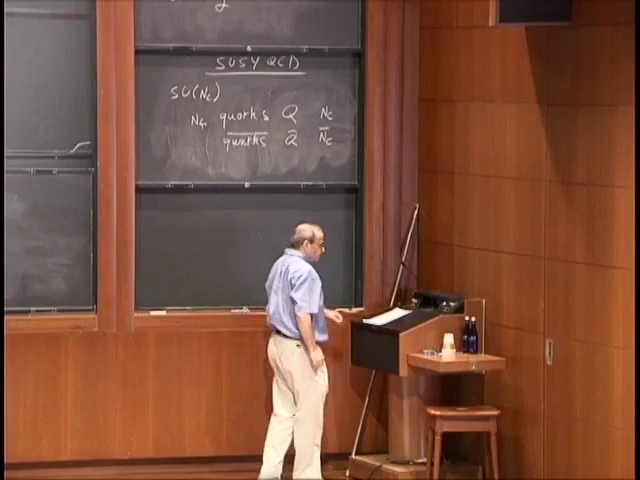 SUSY QCD
SU(Nc)
Nf quarks Q Nc
quarks Q̄ N̄c